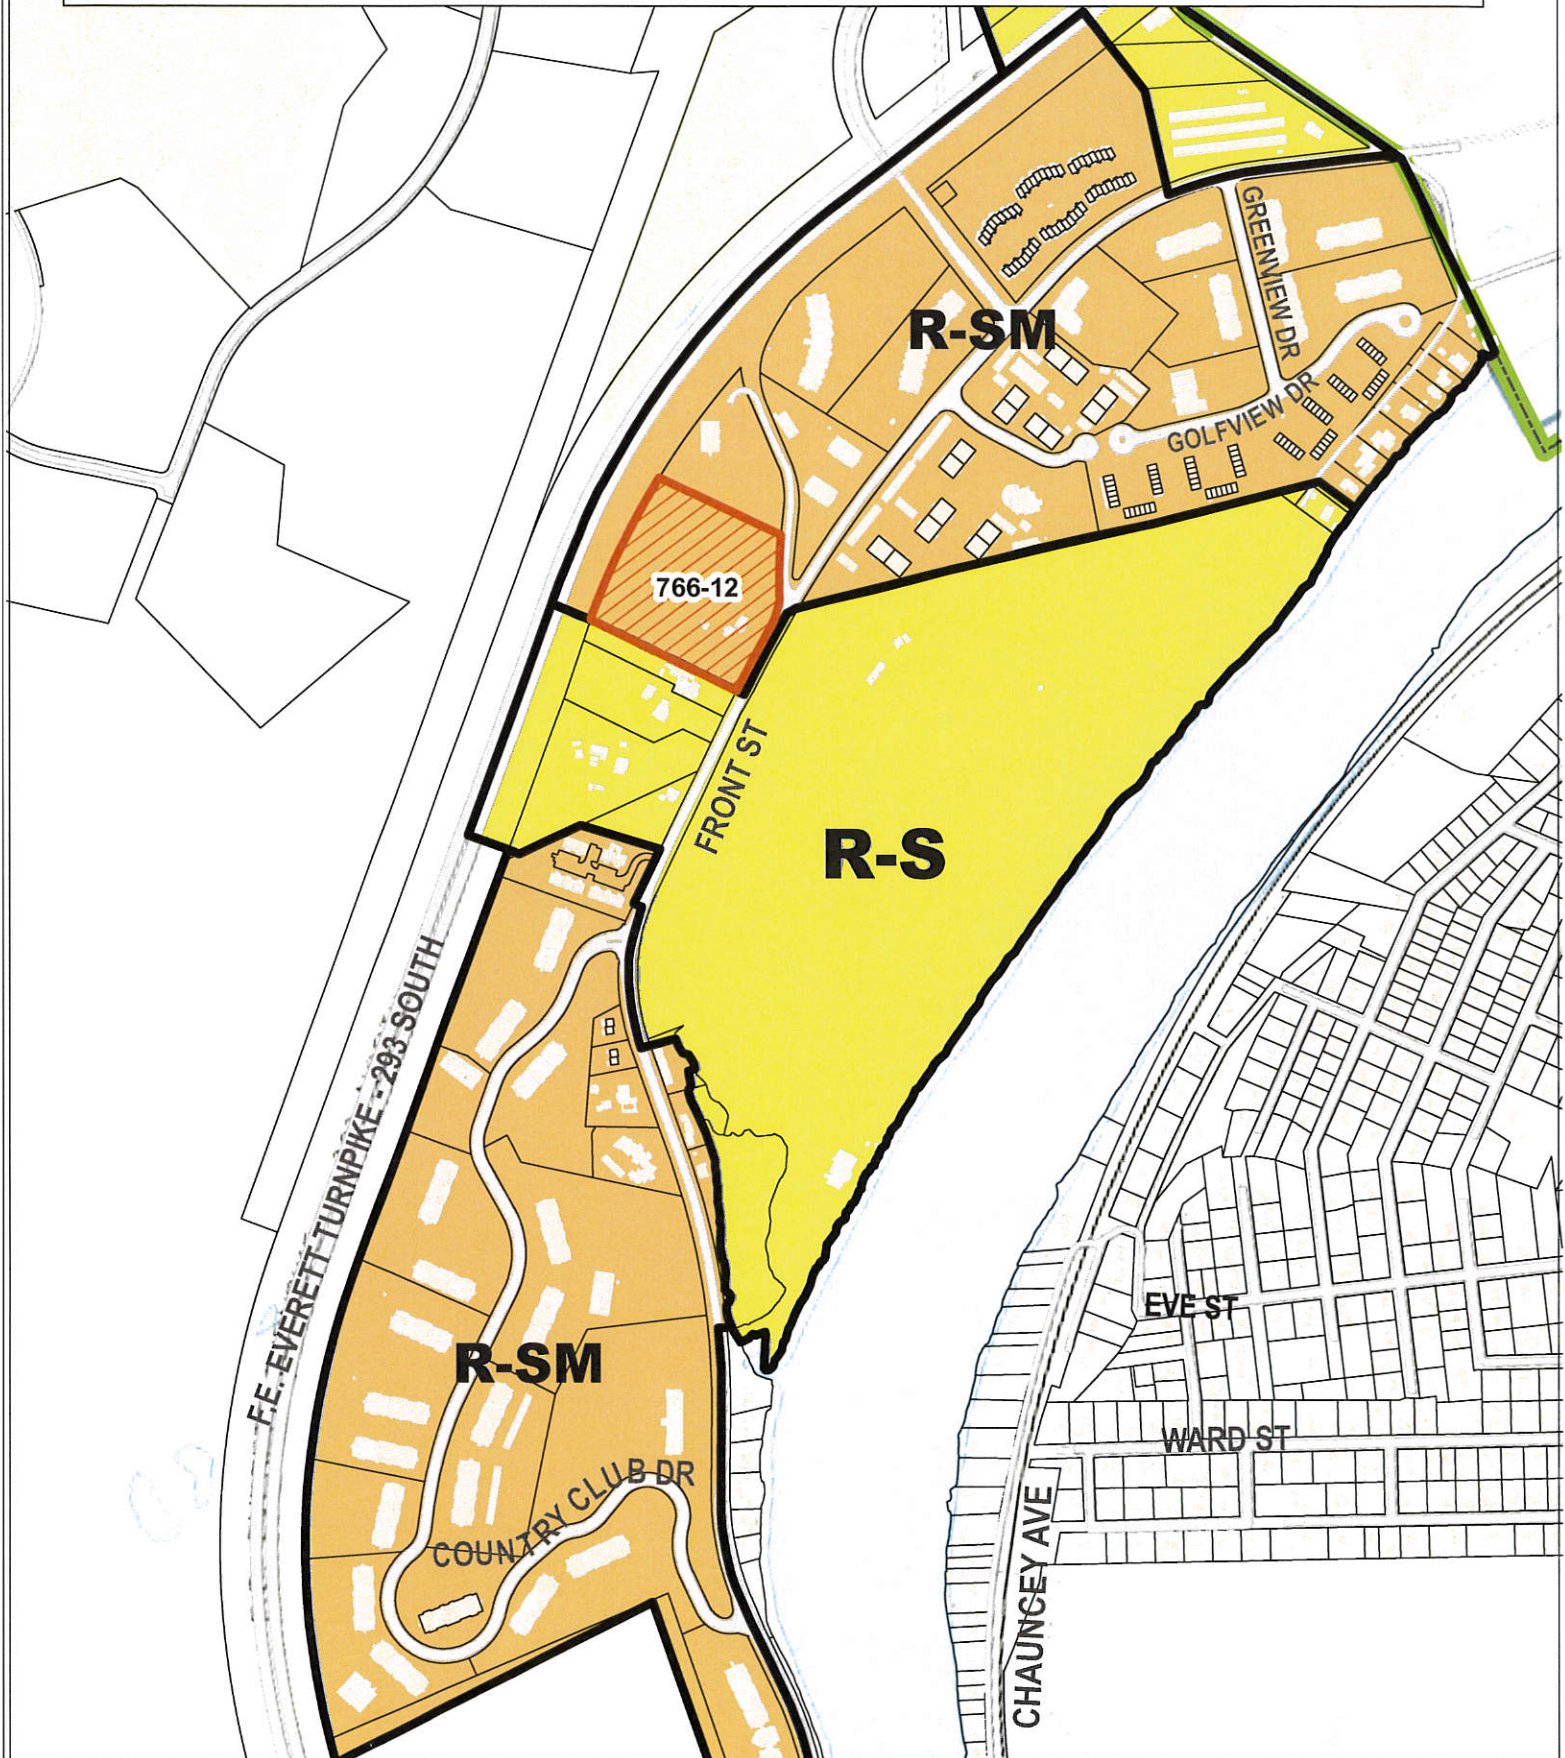 GREENVIEW DR
R-SM
GOLFVIEW DR
766-12
FRONT ST
R-S
F.E. EVERETT TURNPIKE - 293 SOUTH
EVE ST
R-SM
WARD ST
COUNTRY CLUB DR
CHAUNCEY AVE